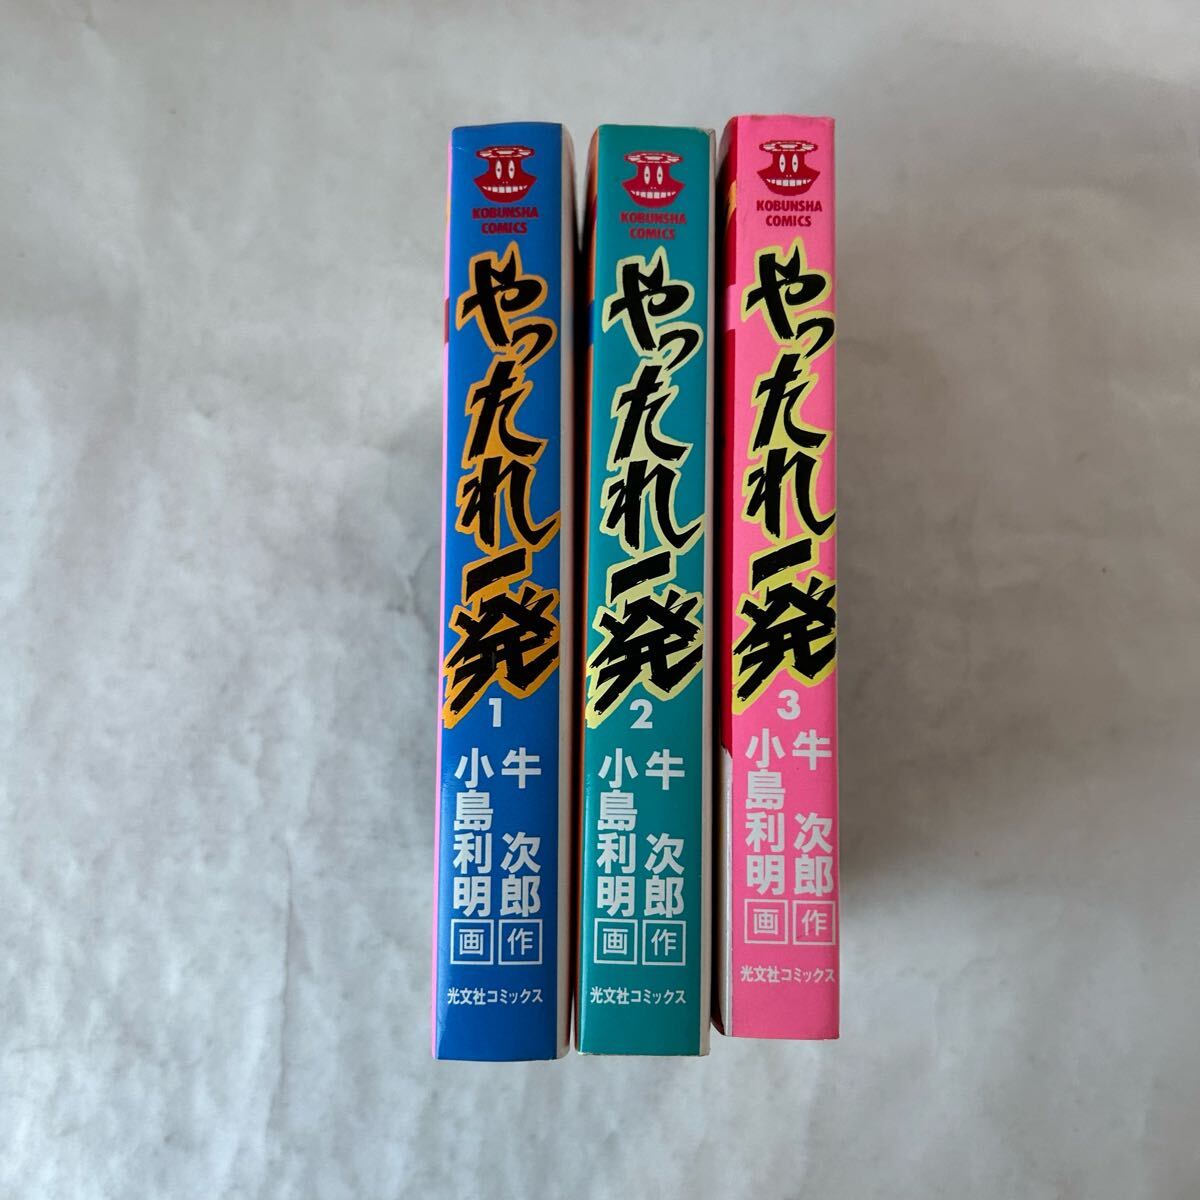 KOBUNSHA
COMICS
やったれ一発
1
牛 次郎 作
小島利明 画
光文社コミックス
KOBUNSHA
COMICS
やったれ一発
2
牛 次郎 作
小島利明 画
光文社コミックス
KOBUNSHA
COMICS
やったれ一発
3
牛 次郎 作
小島利明 画
光文社コミックス